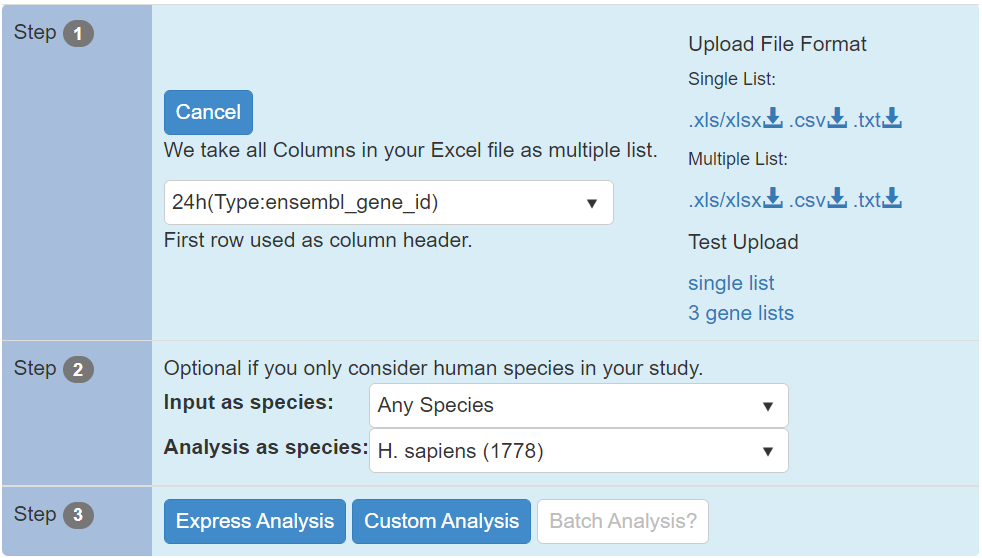 Step 1
Cancel
We take all Columns in your Excel file as multiple list.
24h(Type:ensembl_gene_id)
First row used as column header.
Upload File Format
Single List:
.xls/xlsx .csv .txt
Multiple List:
.xls/xlsx .csv .txt
Test Upload
single list
3 gene lists
Step 2
Optional if you only consider human species in your study.
Input as species: Any Species
Analysis as species: H. sapiens (1778)
Step 3
Express Analysis Custom Analysis Batch Analysis?